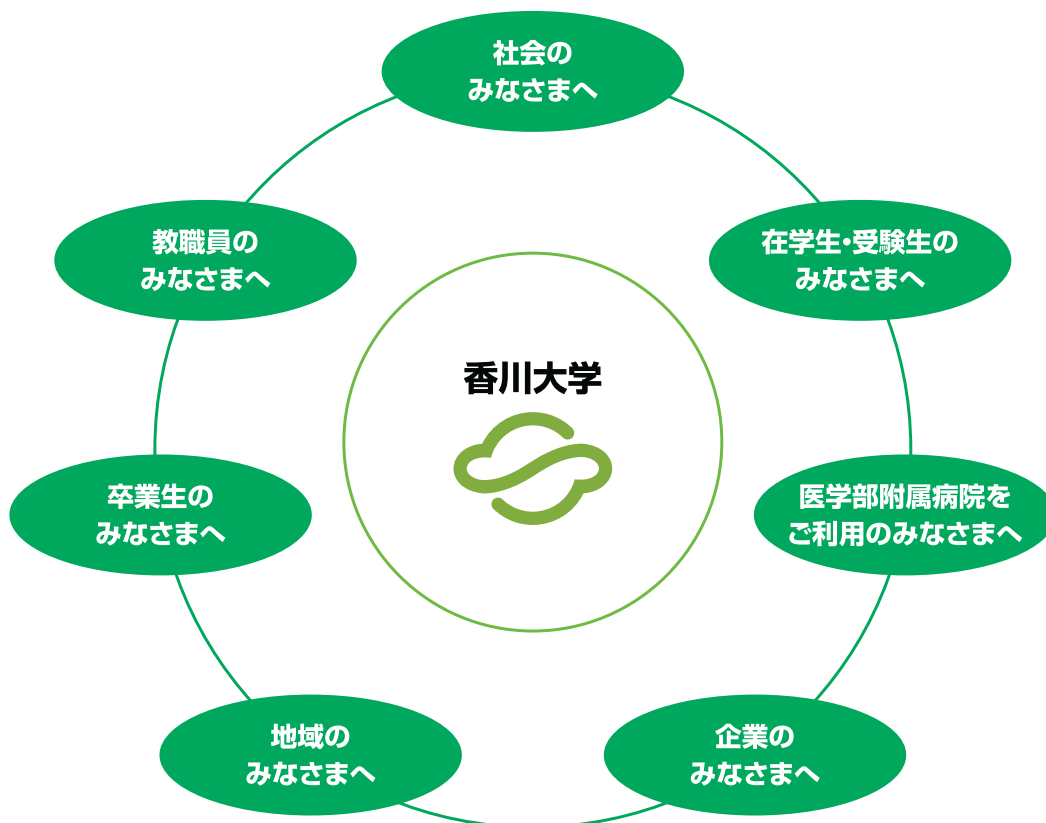 社会の
みなさまへ
教職員の
みなさまへ
在学生・受験生の
みなさまへ
香川大学
卒業生の
みなさまへ
医学部附属病院を
ご利用のみなさまへ
地域の
みなさまへ
企業の
みなさまへ